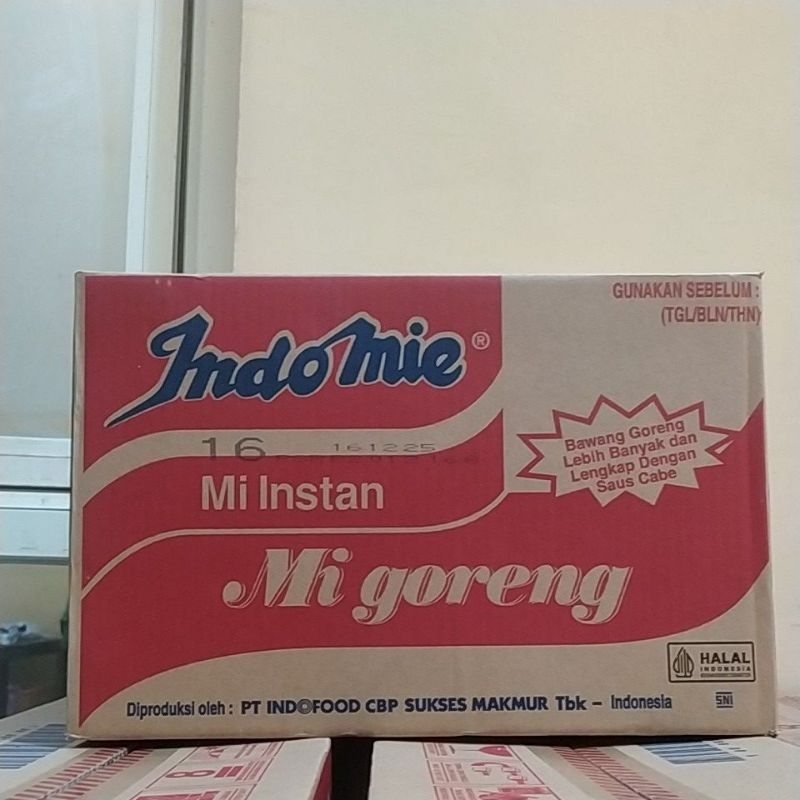 GUNAKAN SEBELUM :
(TGL/BLN/THN)
Indomie®
16 161225
Mi Instan
Bawang Goreng
Lebih Banyak dan
Lengkap Dengan
Saus Cabe
Mi goreng
HALAL
INDONESIA
Diproduksi oleh : PT INDOFOOD CBP SUKSES MAKMUR Tbk – Indonesia
SNI